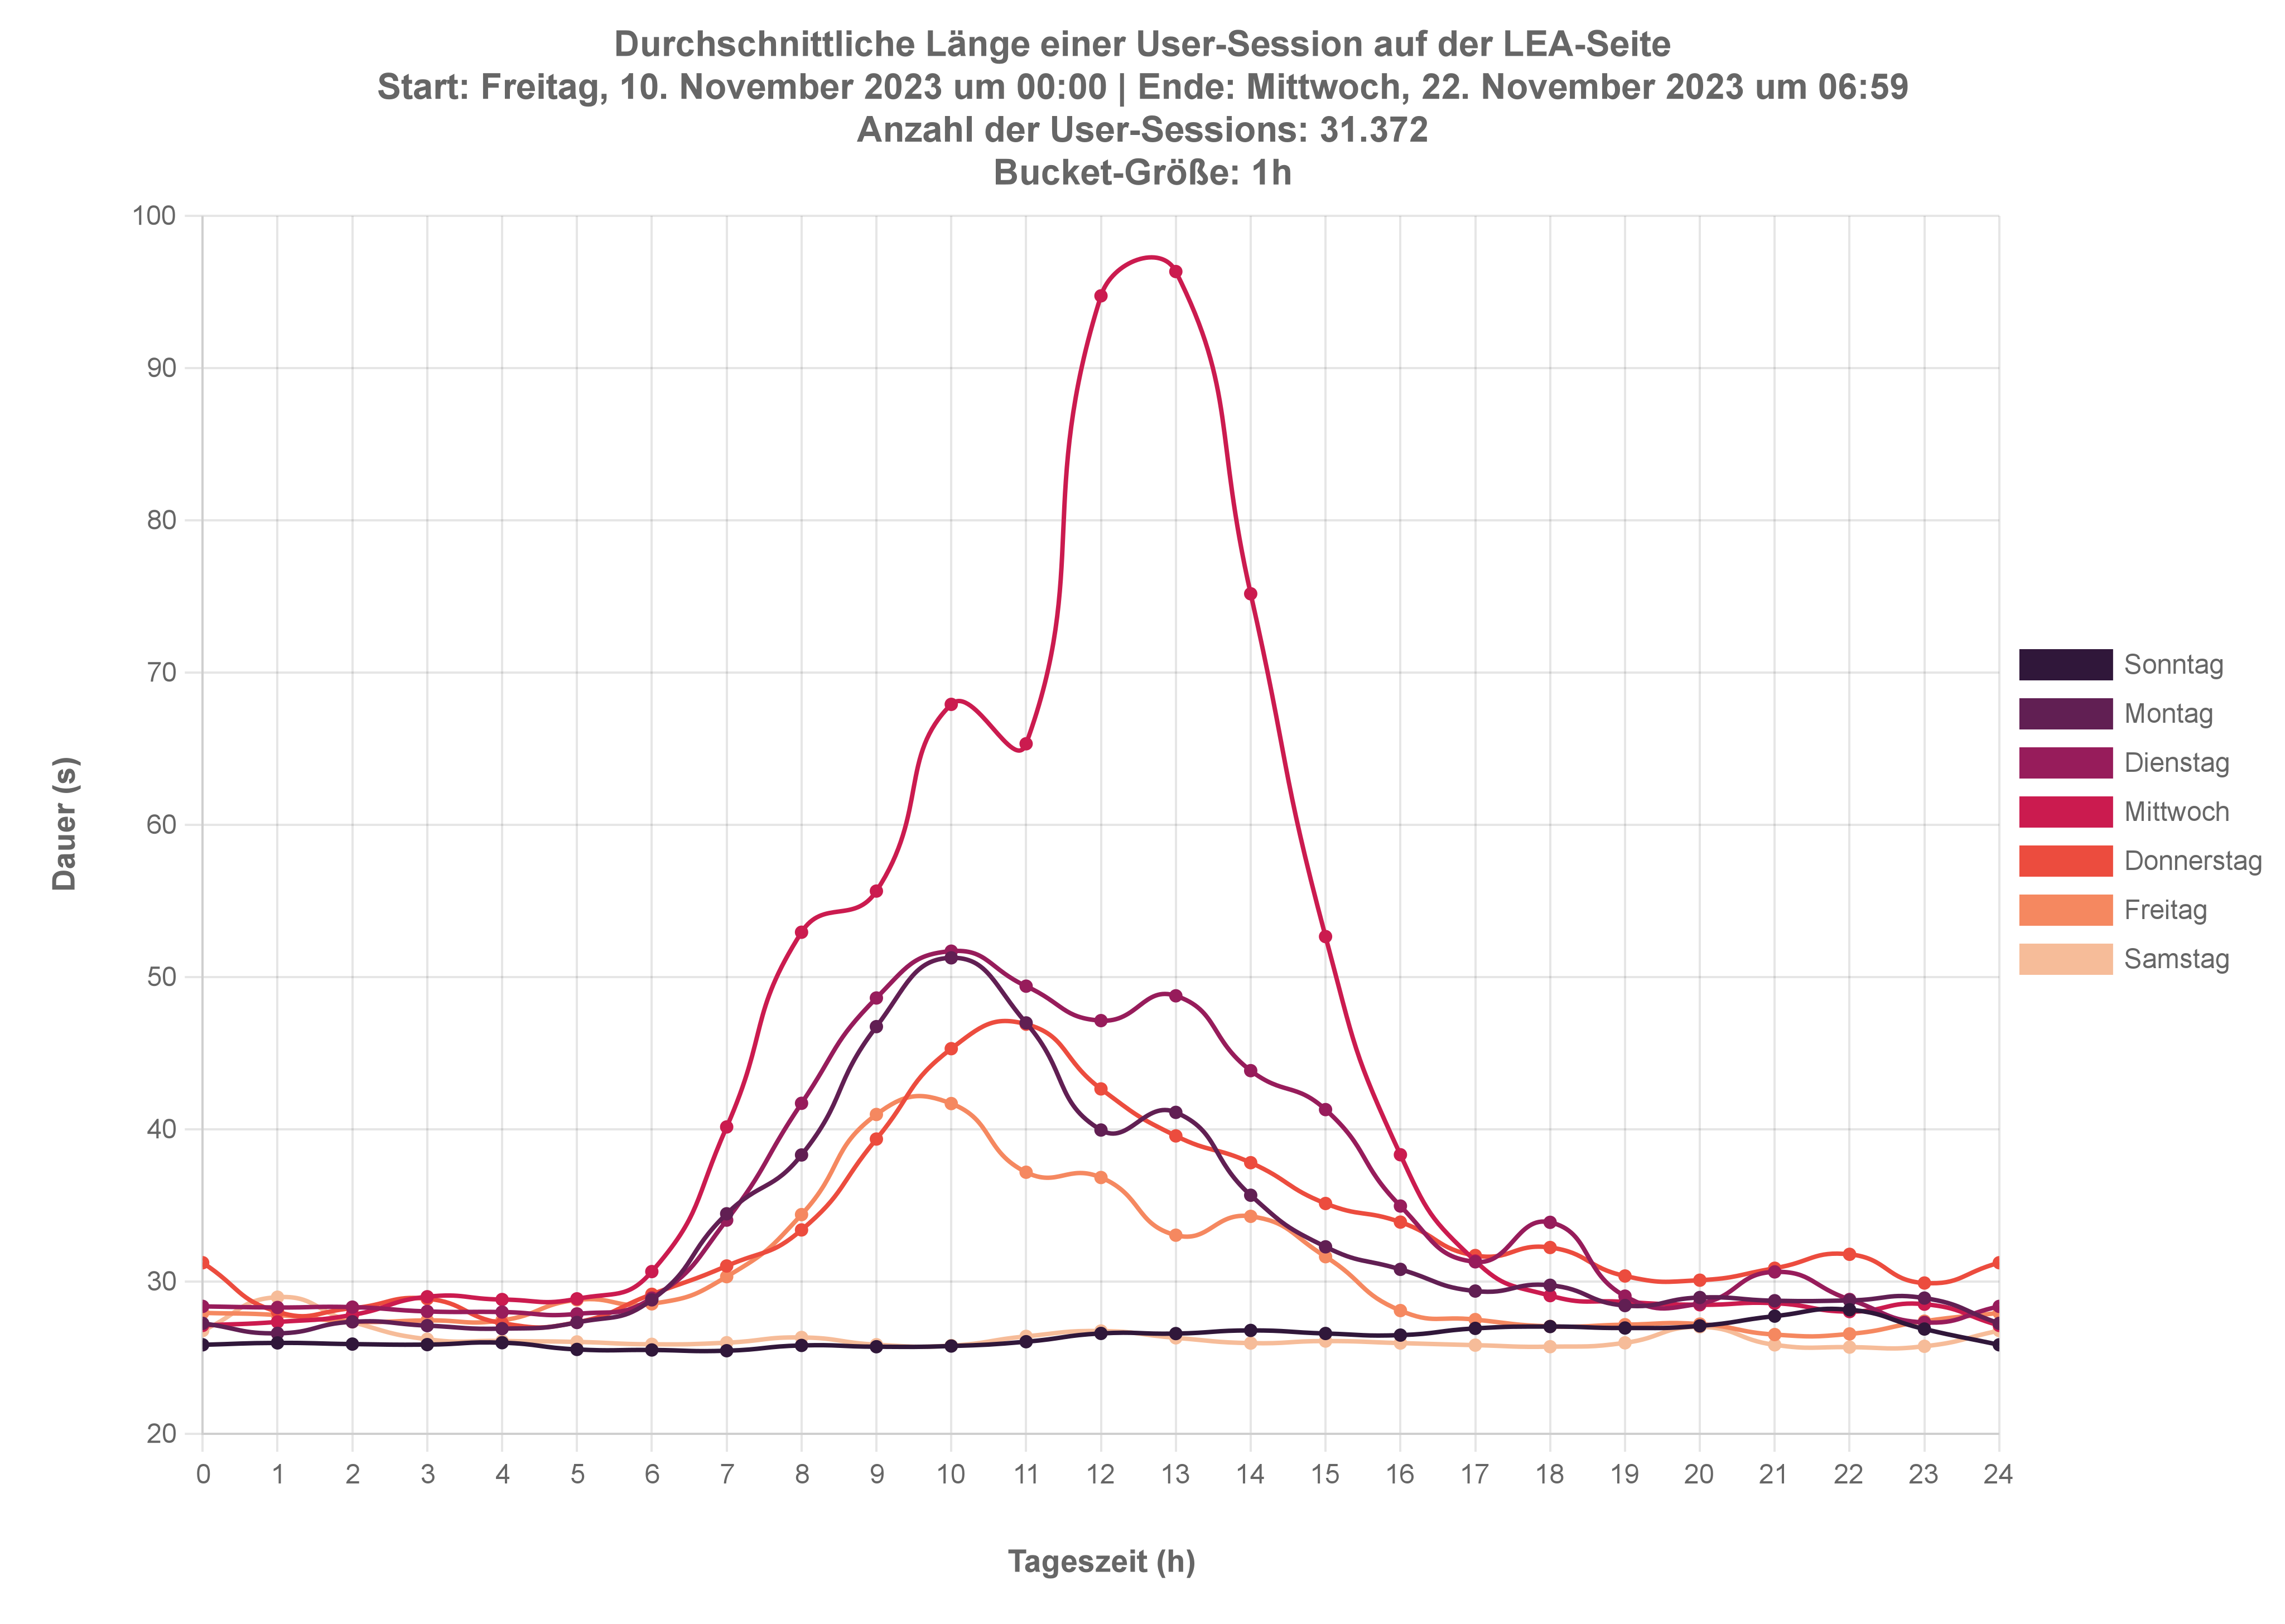 Durchschnittliche Länge einer User-Session auf der LEA-Seite
Start: Freitag, 10. November 2023 um 00:00 | Ende: Mittwoch, 22. November 2023 um 06:59
Anzahl der User-Sessions: 31.372
Bucket-Größe: 1h
100
90
80
70
60
50
40
30
20
Dauer (s)
0 1 2 3 4 5 6 7 8 9 10 11 12 13 14 15 16 17 18 19 20 21 22 23 24
Tageszeit (h)
Sonntag
Montag
Dienstag
Mittwoch
Donnerstag
Freitag
Samstag